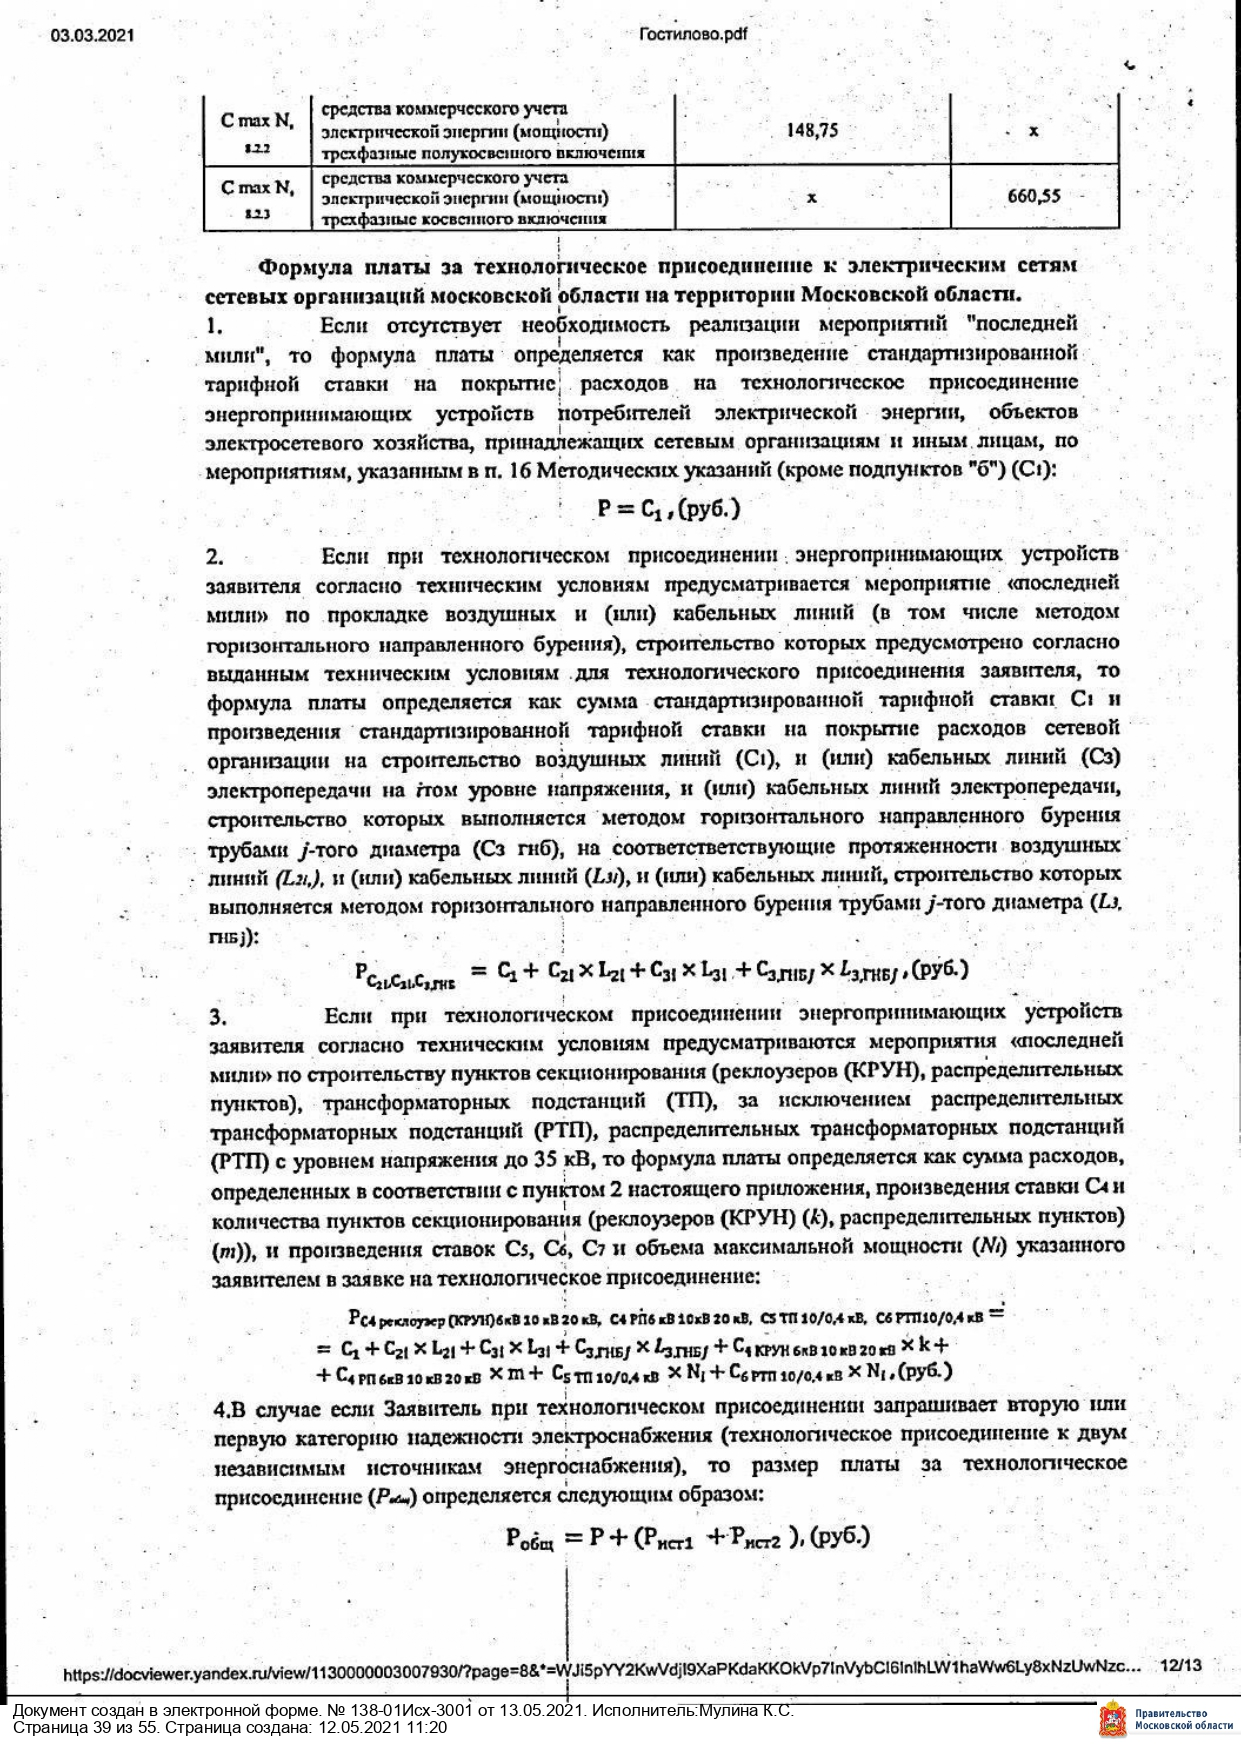 03.03.2021 Гостилово.pdf
C max N, 8.2.2 средства коммерческого учета
электрической энергии (мощности) 148,75 x
трехфазные полукосвенного включения
C max N, 8.2.3 средства коммерческого учета
электрической энергии (мощности) x 660,55
трехфазные косвенного включения
Формула платы за технологическое присоединение к электрическим сетям
сетевых организаций московской области на территории Московской области.
1. Если отсутствует необходимость реализации мероприятий "последней
мили", то формула платы определяется как произведение стандартизированной
тарифной ставки на покрытие расходов на технологическое присоединение
энергопринимающих устройств потребителей электрической энергии, объектов
электросетевого хозяйства, принадлежащих сетевым организациям и иным лицам, по
мероприятиям, указанным в п. 16 Методических указаний (кроме подпунктов "б") (C1):
P = C1, (руб.)
2. Если при технологическом присоединении энергопринимающих устройств
заявителя согласно техническим условиям предусматривается мероприятие «последней
мили» по прокладке воздушных и (или) кабельных линий (в том числе методом
горизонтального направленного бурения), строительство которых предусмотрено согласно
выданным техническим условиям для технологического присоединения заявителя, то
формула платы определяется как сумма стандартизированной тарифной ставки C1 и
произведения стандартизированной тарифной ставки на покрытие расходов сетевой
организации на строительство воздушных линий (C1), и (или) кабельных линий (C3)
электропередачи на iтом уровне напряжения, и (или) кабельных линий электропередачи,
строительство которых выполняется методом горизонтального направленного бурения
трубами j-того диаметра (C3 гнб), на соответстветствующие протяженности воздушных
линий (L2i,), и (или) кабельных линий (L3i), и (или) кабельных линий, строительство которых
выполняется методом горизонтального направленного бурения трубами j-того диаметра (L3,
ГНБj):
PC2i,C3i,C3,ГНБ = C1 + C2i × L2i + C3i × L3i + C3,ГНБj × L3,ГНБj, (руб.)
3. Если при технологическом присоединении энергопринимающих устройств
заявителя согласно техническим условиям предусматриваются мероприятия «последней
мили» по строительству пунктов секционирования (реклоузеров (КРУН), распределительных
пунктов), трансформаторных подстанций (ТП), за исключением распределительных
трансформаторных подстанций (РТП), распределительных трансформаторных подстанций
(РТП) с уровнем напряжения до 35 кВ, то формула платы определяется как сумма расходов,
определенных в соответствии с пунктом 2 настоящего приложения, произведения ставки C4 и
количества пунктов секционирования (реклоузеров (КРУН) (k), распределительных пунктов)
(m)), и произведения ставок C5, C6, C7 и объема максимальной мощности (Ni) указанного
заявителем в заявке на технологическое присоединение:
PC4 реклоузер (КРУН)6кВ 10 кВ 20 кВ, C4 РП6 кВ 10кВ 20 кВ, C5 ТП 10/0,4 кВ, C6 РТП10/0,4 кВ =
= C1 + C2i × L2i + C3i × L3i + C3,ГНБj × L3,ГНБj + C4 КРУН 6кВ 10 кВ 20 кВ × k +
+ C4 РП 6кВ 10 кВ 20 кВ × m + C5 ТП 10/0,4 кВ × Ni + C6 РТП 10/0,4 кВ × Ni, (руб.)
4.В случае если Заявитель при технологическом присоединении запрашивает вторую или
первую категорию надежности электроснабжения (технологическое присоединение к двум
независимым источникам энергоснабжения), то размер платы за технологическое
присоединение (Pобщ) определяется следующим образом:
Pобщ = P + (Pист1 + Pист2 ), (руб.)
https://docviewer.yandex.ru/view/1130000003007930/?page=8&*=WJi5pYY2KwVdjI9XaPKdaKKOkVp7InVybCI6InlhLW1haWw6Ly8xNzUwNzc... 12/13
Документ создан в электронной форме. № 138-01Исх-3001 от 13.05.2021. Исполнитель:Мулина К.С.
Страница 39 из 55. Страница создана: 12.05.2021 11:20
Правительство
Московской области